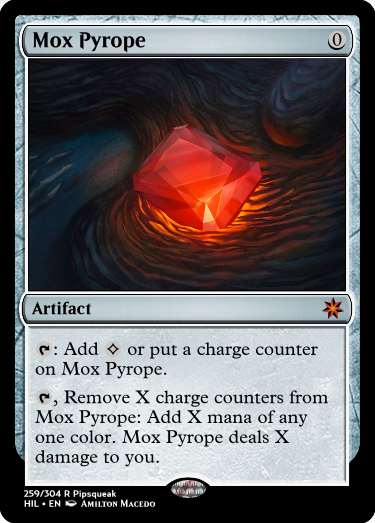 Mox Pyrope 0
Artifact
: Add or put a charge counter
on Mox Pyrope.
, Remove X charge counters from
Mox Pyrope: Add X mana of any
one color. Mox Pyrope deals X
damage to you.
259/304 R Pipsqueak
HIL • EN Amilton Macedo